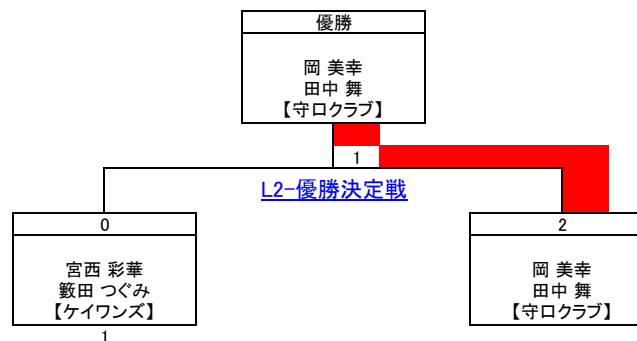 優勝
岡 美幸
田中 舞
【守口クラブ】
1
L2-優勝決定戦
0
宮西 彩華
籔田 つぐみ
【ケイワンズ】
1
2
岡 美幸
田中 舞
【守口クラブ】